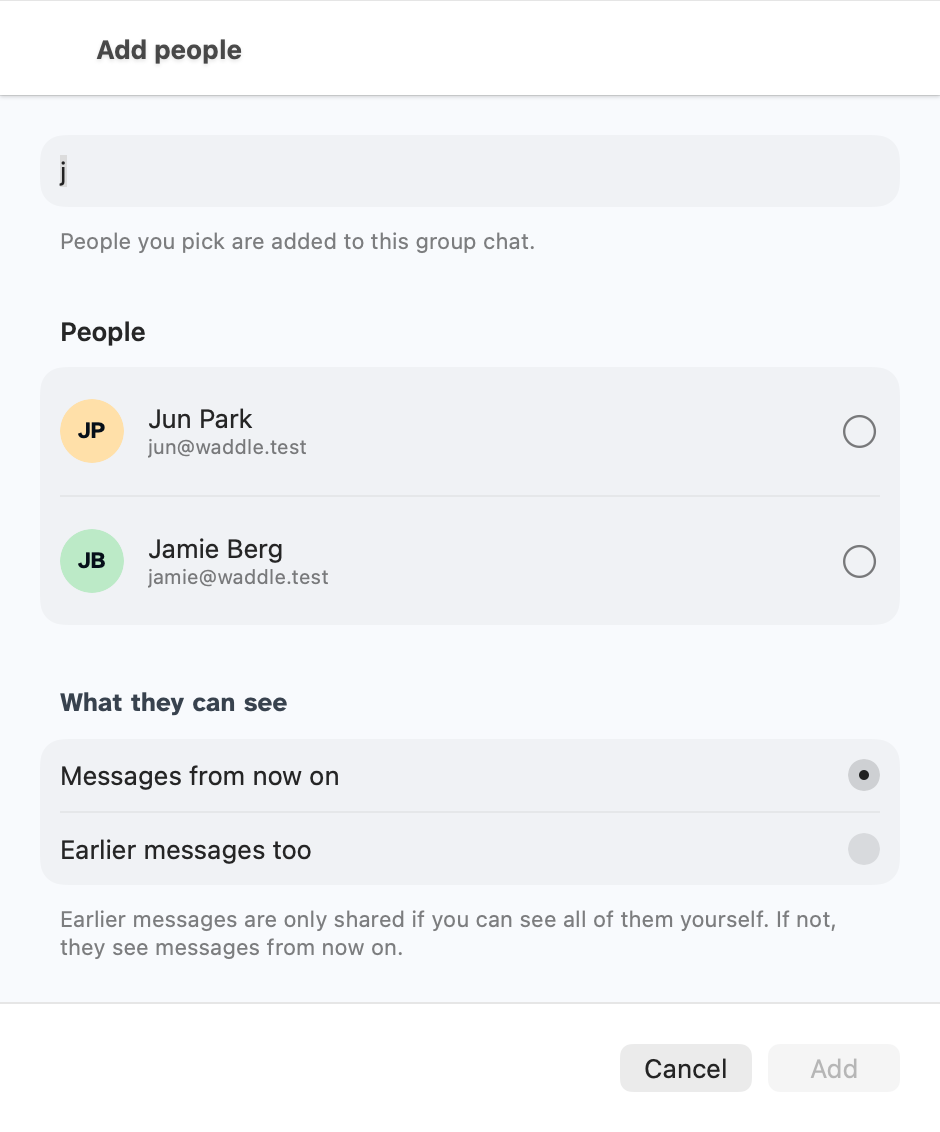 Add people
j
People you pick are added to this group chat.
People
JP
Jun Park
jun@waddle.test
JB
Jamie Berg
jamie@waddle.test
What they can see
Messages from now on
Earlier messages too
Earlier messages are only shared if you can see all of them yourself. If not,
they see messages from now on.
Cancel
Add